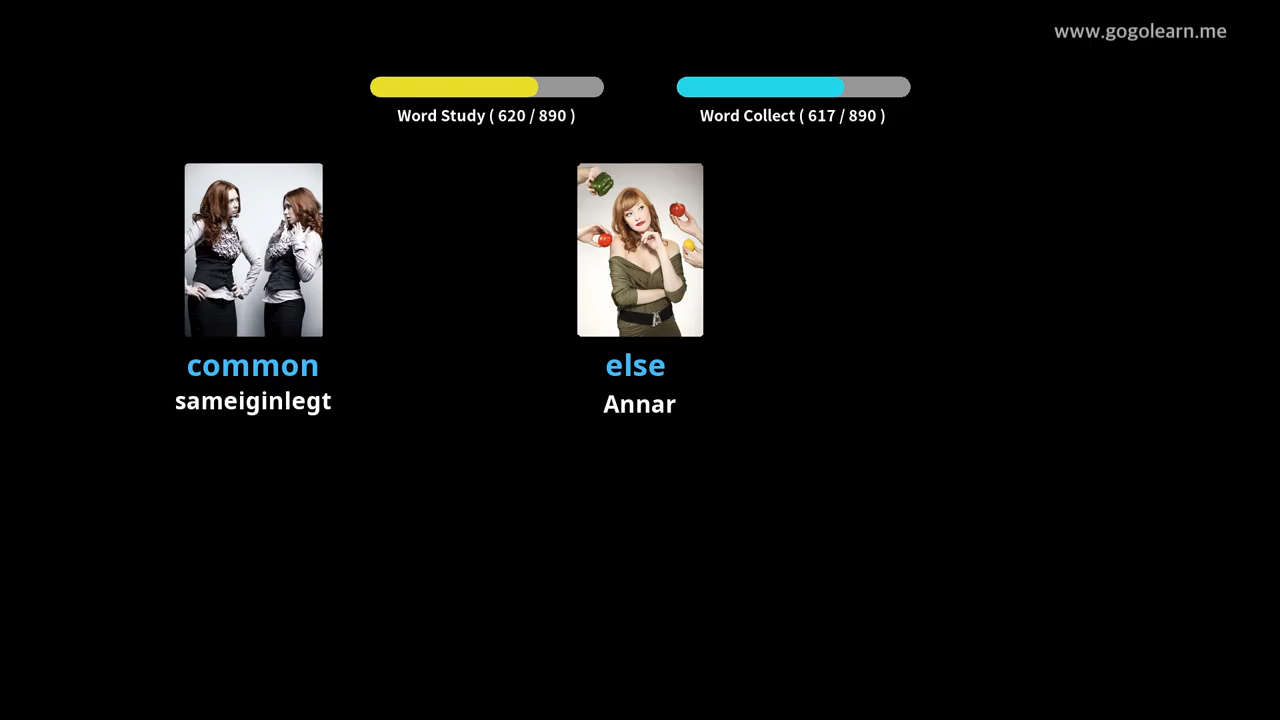 www.gogolearn.me
Word Study ( 620 / 890 )
Word Collect ( 617 / 890 )
common
sameiginlegt
else
Annar